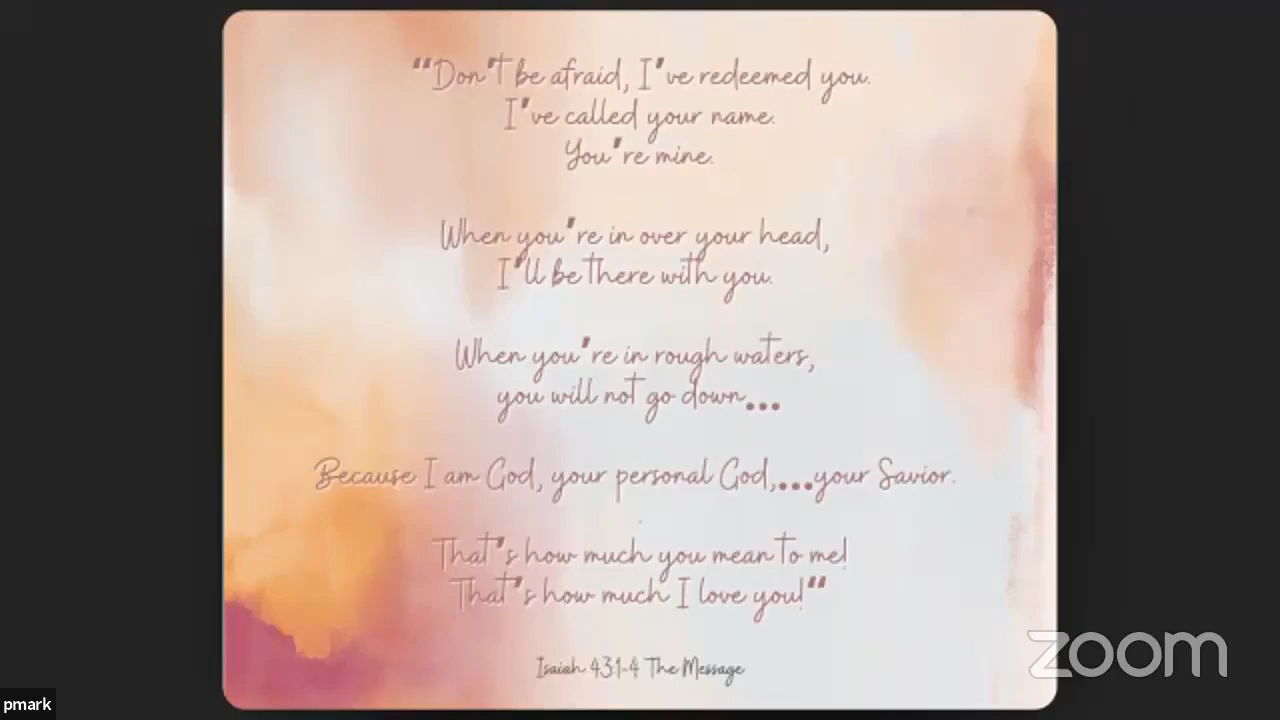 “Don't be afraid, I've redeemed you.
I've called your name.
You're mine.
When you're in over your head,
I'll be there with you.
When you're in rough waters,
you will not go down...
Because I am God, your personal God,...your Savior.
That's how much you mean to me!
That's how much I love you!“
Isaiah 43:1-4 The Message
zoom
pmark